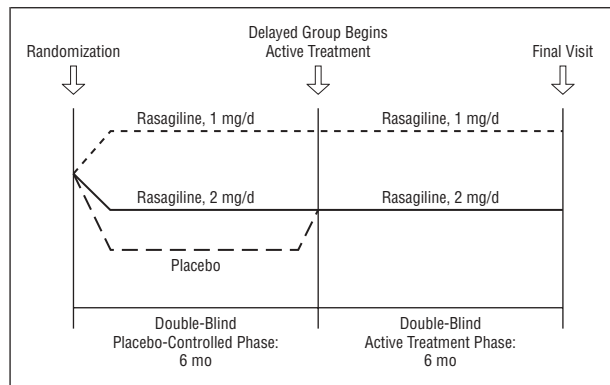 Randomization
Delayed Group Begins
Active Treatment
Final Visit
Rasagiline, 1 mg/d
Rasagiline, 1 mg/d
Rasagiline, 2 mg/d
Rasagiline, 2 mg/d
Placebo
Double-Blind
Placebo-Controlled Phase:
6 mo
Double-Blind
Active Treatment Phase:
6 mo